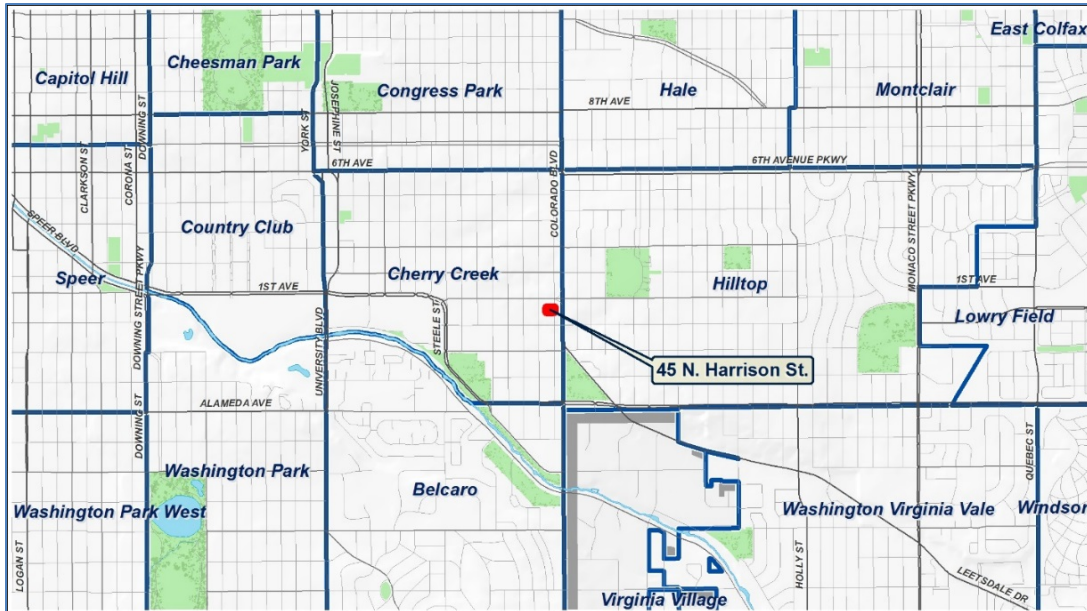 East Colfax
Cheesman Park
Capitol Hill
Congress Park
Hale
Montclair
8TH AVE
DOWNING ST
YORK ST
JOSEPHINE ST
6TH AVE
6TH AVENUE PKWY
CLARKSON ST
CORONA ST
COLORADO BLVD
SPEER BLVD
Country Club
Speer
DOWNING STREET PKWY
1ST AVE
Cherry Creek
Hilltop
MONACO STREET PKWY
1ST AVE
Lowry Field
UNIVERSITY BLVD
STEELE ST
45 N. Harrison St.
ALAMEDA AVE
DOWNING ST
QUEBEC ST
Washington Park
Belcaro
Washington Park West
Washington Virginia Vale
Windsor
LOGAN ST
HOLLY ST
LEETSDALE DR
Virginia Village